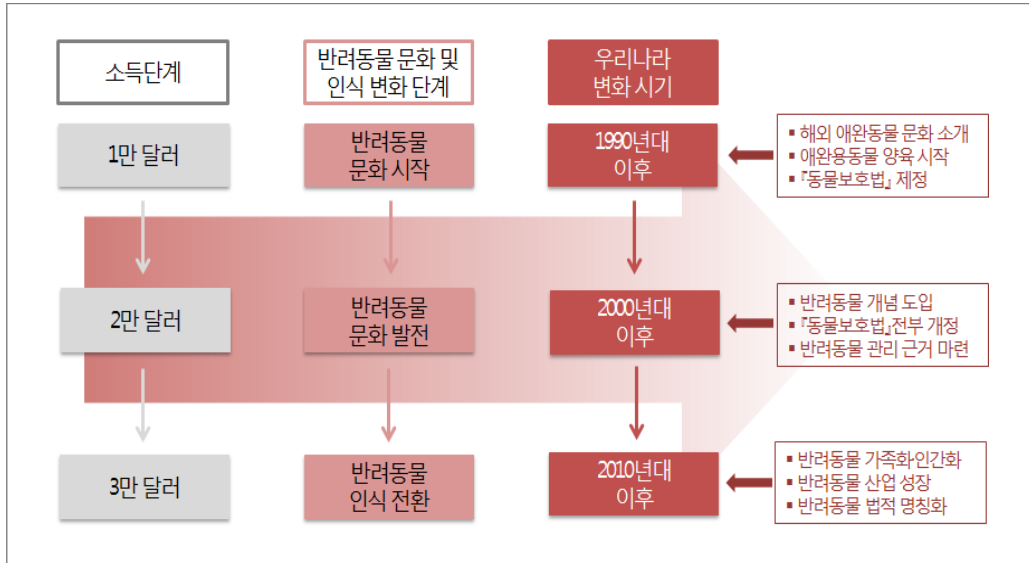 소득단계
반려동물 문화 및
인식 변화 단계
우리나라
변화 시기
1만 달러
반려동물
문화 시작
1990년대
이후
▪ 해외 애완동물 문화 소개
▪ 애완용동물 양육 시작
▪ 『동물보호법』 제정
2만 달러
반려동물
문화 발전
2000년대
이후
▪ 반려동물 개념 도입
▪ 『동물보호법』전부 개정
▪ 반려동물 관리 근거 마련
3만 달러
반려동물
인식 전환
2010년대
이후
▪ 반려동물 가족화·인간화
▪ 반려동물 산업 성장
▪ 반려동물 법적 명칭화